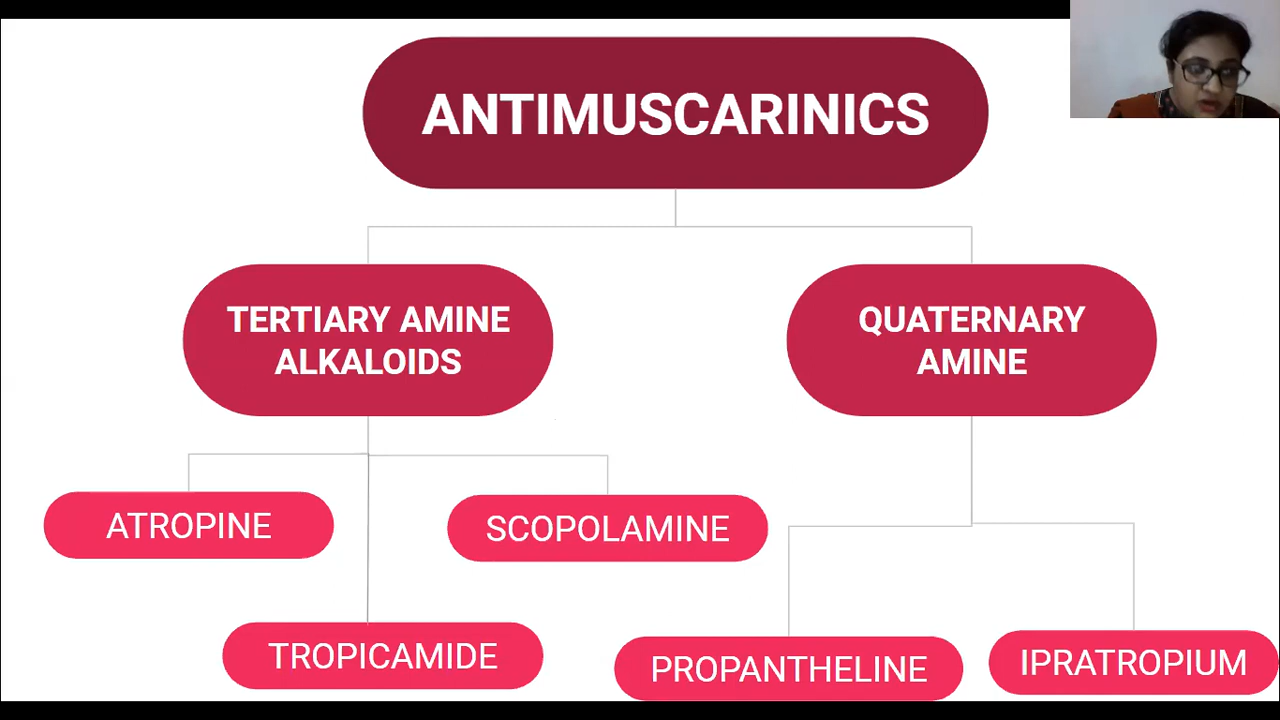 ANTIMUSCARINICS
TERTIARY AMINE
ALKALOIDS
QUATERNARY
AMINE
ATROPINE
SCOPOLAMINE
TROPICAMIDE
PROPANTHELINE
IPRATROPIUM